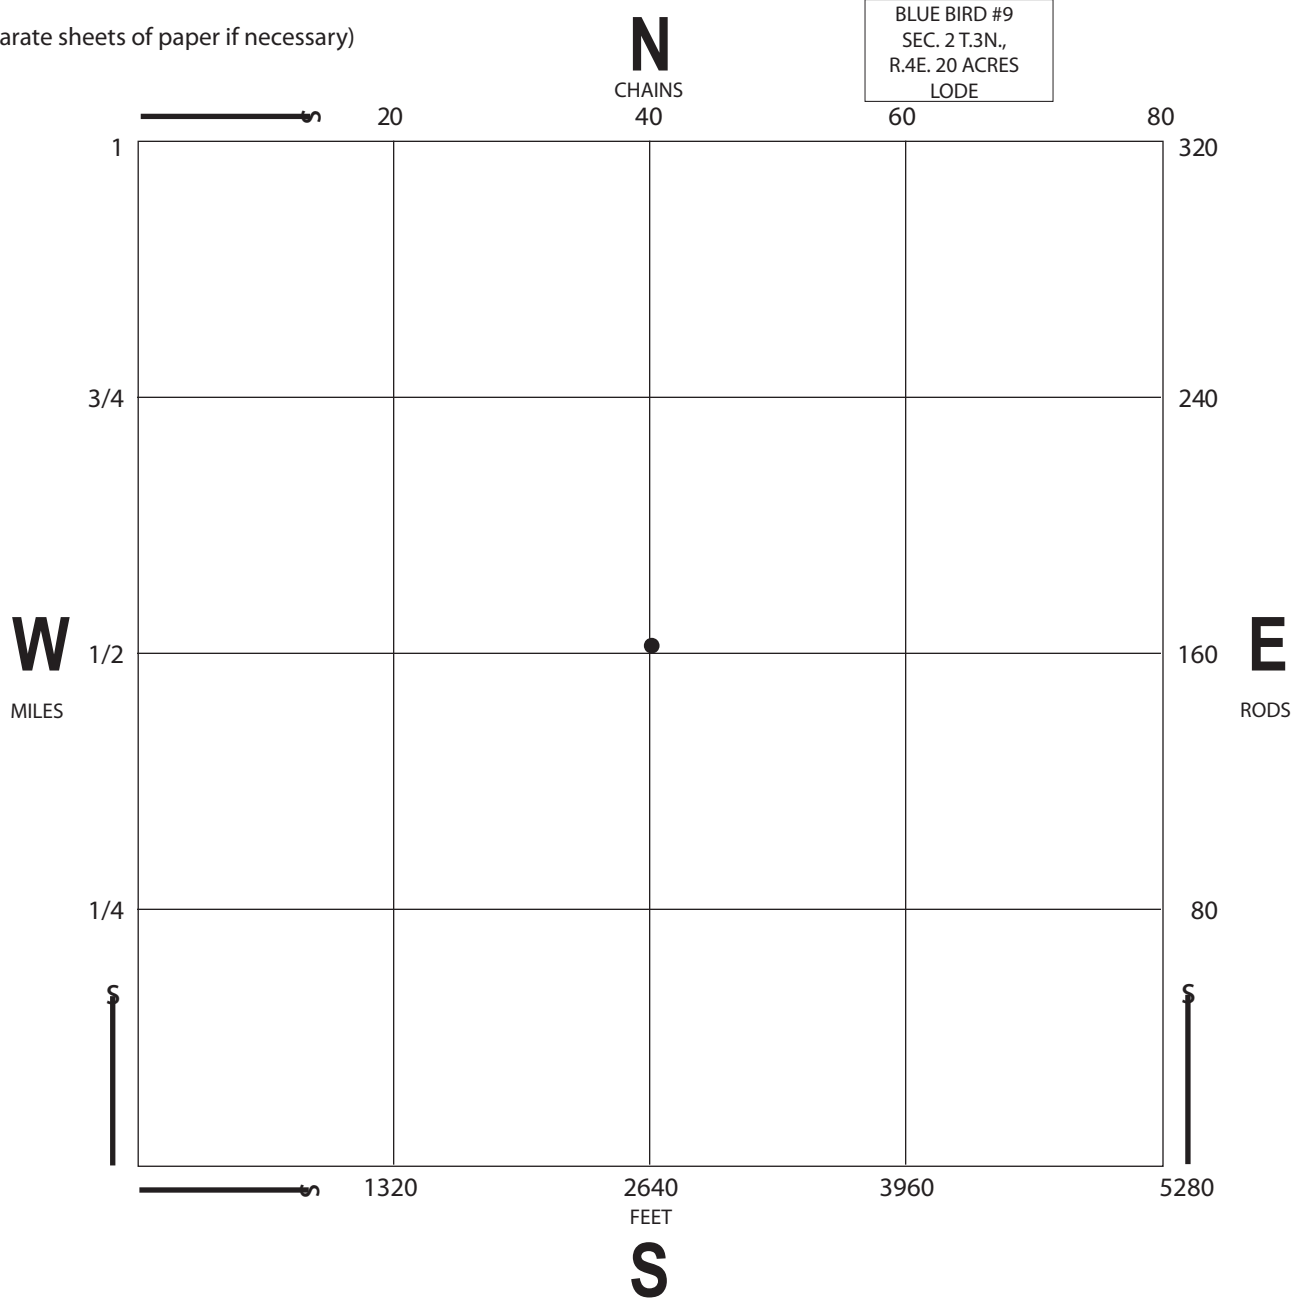 arate sheets of paper if necessary)
N
CHAINS
BLUE BIRD #9
SEC. 2 T.3N.,
R.4E. 20 ACRES
LODE
S 20 40 60 80
1 320
3/4 240
W 1/2 160 E
MILES RODS
1/4 80
S S
S 1320 2640 3960 5280
FEET
S